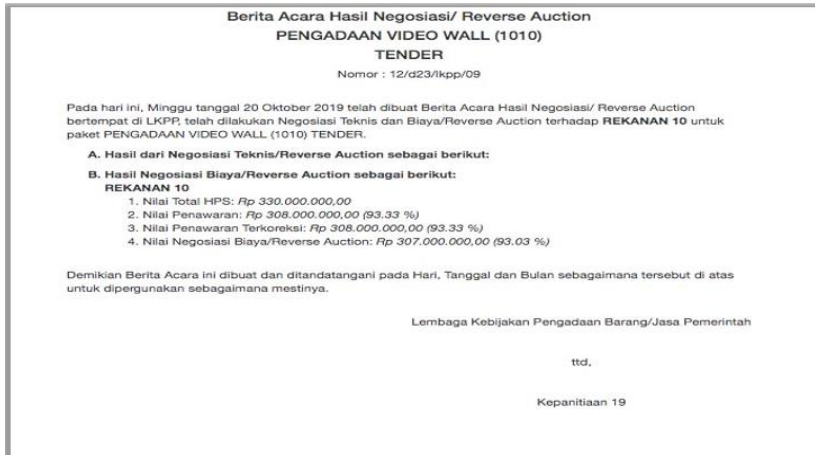 Berita Acara Hasil Negosiasi/ Reverse Auction
PENGADAAN VIDEO WALL (1010)
TENDER
Nomor : 12/d23/lkpp/09
Pada hari ini, Minggu tanggal 20 Oktober 2019 telah dibuat Berita Acara Hasil Negosiasi/ Reverse Auction
bertempat di LKPP, telah dilakukan Negosiasi Teknis dan Biaya/Reverse Auction terhadap REKANAN 10 untuk
paket PENGADAAN VIDEO WALL (1010) TENDER.
A. Hasil dari Negosiasi Teknis/Reverse Auction sebagai berikut:
B. Hasil Negosiasi Biaya/Reverse Auction sebagai berikut:
REKANAN 10
1. Nilai Total HPS: Rp 330.000.000,00
2. Nilai Penawaran: Rp 308.000.000,00 (93.33 %)
3. Nilai Penawaran Terkoreksi: Rp 308.000.000,00 (93.33 %)
4. Nilai Negosiasi Biaya/Reverse Auction: Rp 307.000.000,00 (93.03 %)
Demikian Berita Acara ini dibuat dan ditandatangani pada Hari, Tanggal dan Bulan sebagaimana tersebut di atas
untuk dipergunakan sebagaimana mestinya.
Lembaga Kebijakan Pengadaan Barang/Jasa Pemerintah
ttd,
Kepanitiaan 19